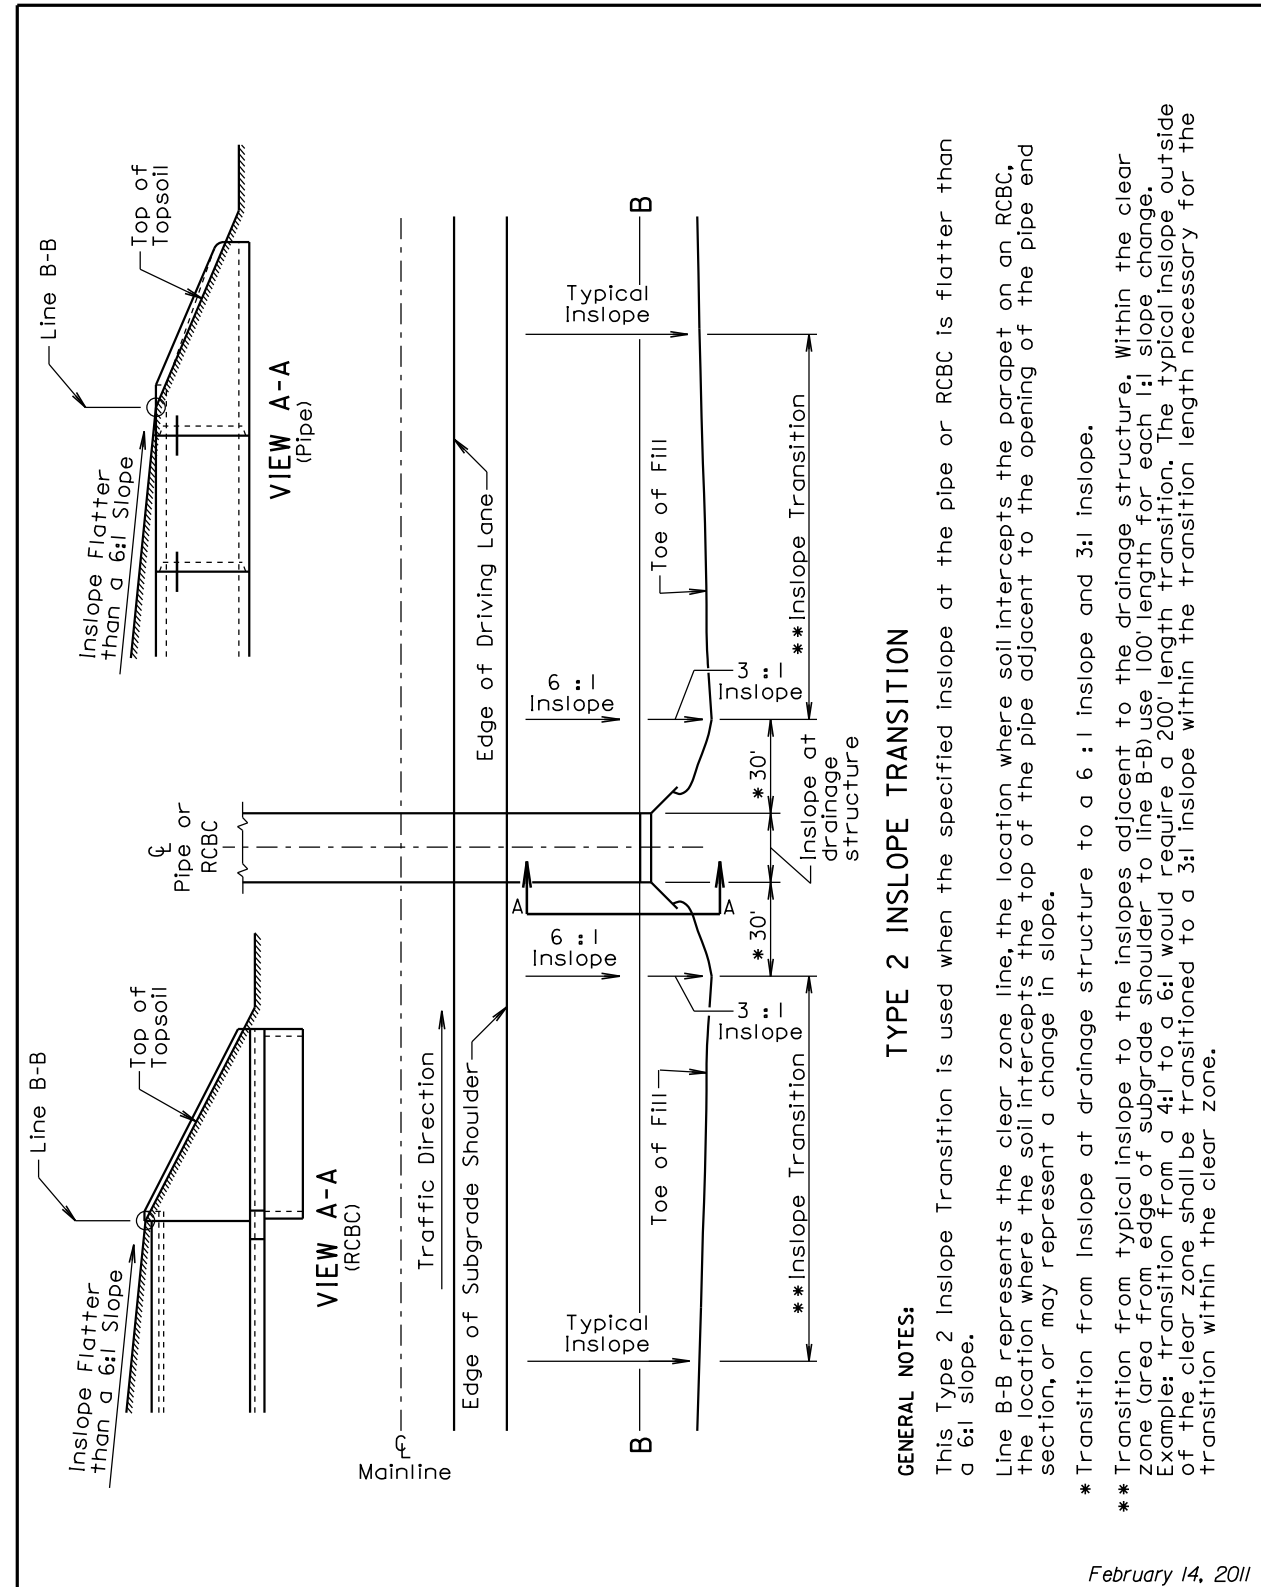 Line B-B
Inslope Flatter
than a 6:1 Slope
Top of
Topsoil
VIEW A-A
(RCBC)
Line B-B
Inslope Flatter
than a 6:1 Slope
Top of
Topsoil
VIEW A-A
(Pipe)
℄
Pipe or
RCBC
℄
Mainline
Traffic Direction
Edge of Subgrade Shoulder
Edge of Driving Lane
Typical
Inslope
6 : 1
Inslope
A
6 : 1
Inslope
Typical
Inslope
B
B
Toe of Fill
3 : 1
Inslope
A
3 : 1
Inslope
Toe of Fill
**Inslope Transition
*30'
Inslope at
drainage
structure
*30'
**Inslope Transition
TYPE 2 INSLOPE TRANSITION
GENERAL NOTES:
This Type 2 Inslope Transition is used when the specified inslope at the pipe or RCBC is flatter than
a 6:1 slope.
Line B-B represents the clear zone line, the location where soil intercepts the parapet on an RCBC,
the location where the soil intercepts the top of the pipe adjacent to the opening of the pipe end
section, or may represent a change in slope.
* Transition from Inslope at drainage structure to a 6 : 1 inslope and 3:1 inslope.
** Transition from typical inslope to the inslopes adjacent to the drainage structure. Within the clear
zone (area from edge of subgrade shoulder to line B-B) use 100' length for each 1:1 slope change.
Example: transition from a 4:1 to a 6:1 would require a 200' length transition. The typical inslope outside
of the clear zone shall be transitioned to a 3:1 inslope within the transition length necessary for the
transition within the clear zone.
February 14, 2011